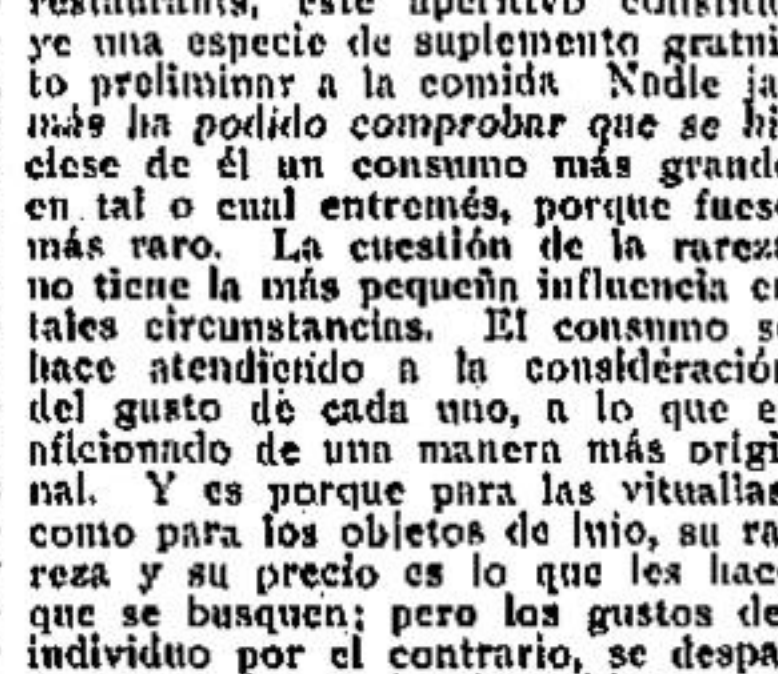 restaurants, este aperitivo constitu
ye una especie de suplemento gratui
to preliminar a la comida Nadie ja
más ha podido comprobar que se hi
ciese de él un consumo más grande
en tal o cual entremés, porque fuese
más raro. La cuestión de la rareza
no tiene la más pequeña influencia en
tales circunstancias. El consumo se
hace atendiendo a la consideración
del gusto de cada uno, a lo que es
aficionado de una manera más origi
nal. Y es porque para las vituallas
como para los objetos de lujo, su ra
reza y su precio es lo que les hace
que se busquen; pero los gustos del
individuo por el contrario, se despa